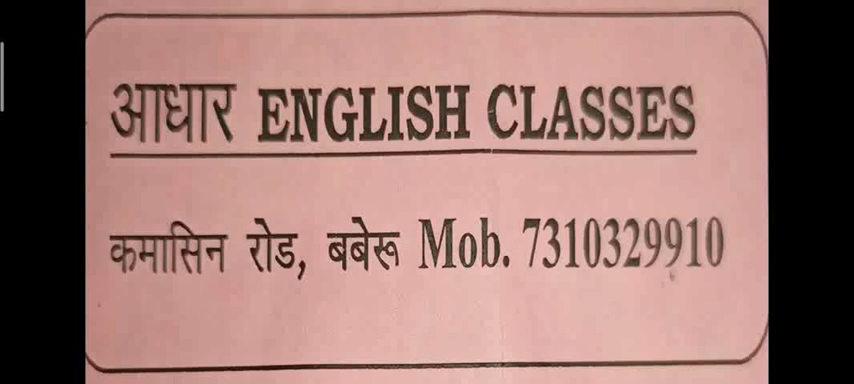 आधार ENGLISH CLASSES
कमासिन रोड, बबेरू Mob. 7310329910